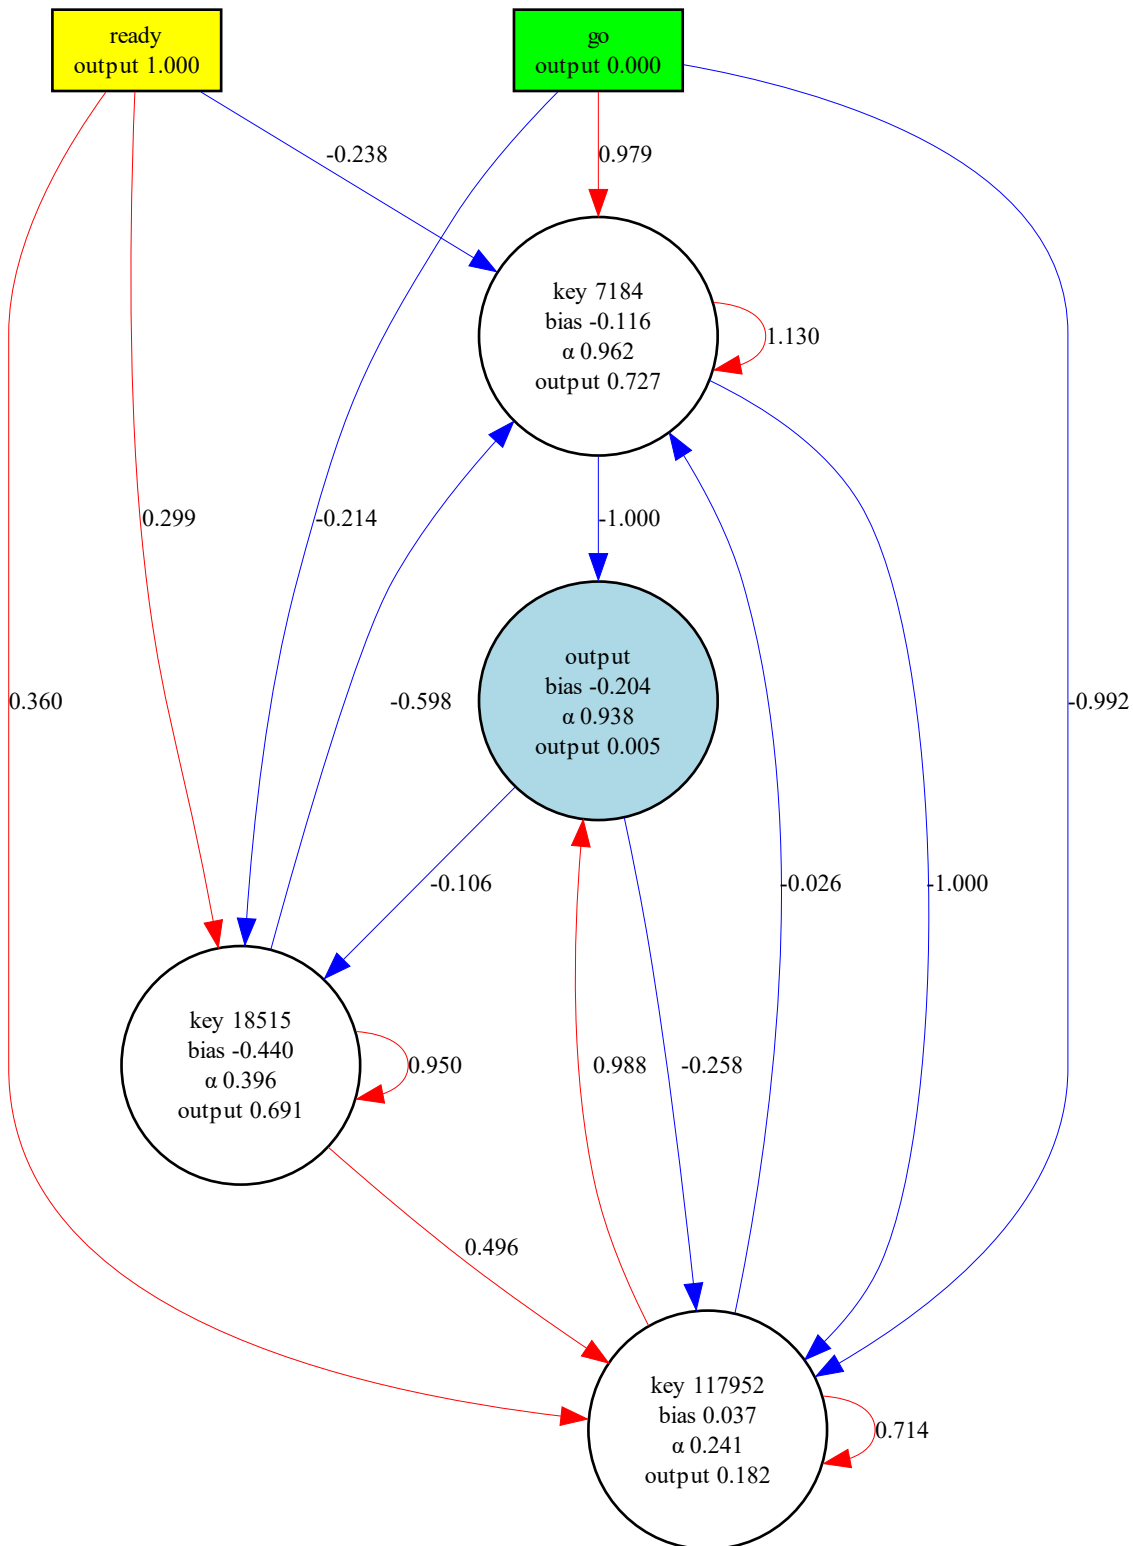 ready
output 1.000
go
output 0.000
-0.238
0.979
key 7184
bias -0.116
α 0.962
output 0.727
1.130
0.299
-0.214
-1.000
output
bias -0.204
α 0.938
output 0.005
0.360
-0.598
-0.992
-0.106
-0.026
-1.000
key 18515
bias -0.440
α 0.396
output 0.691
0.950
0.988
-0.258
0.496
key 117952
bias 0.037
α 0.241
output 0.182
0.714